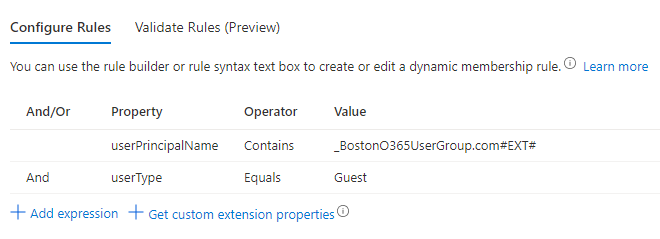 Configure Rules Validate Rules (Preview)
You can use the rule builder or rule syntax text box to create or edit a dynamic membership rule. Learn more
And/Or Property Operator Value
userPrincipalName Contains _BostonO365UserGroup.com#EXT#
And userType Equals Guest
+ Add expression + Get custom extension properties